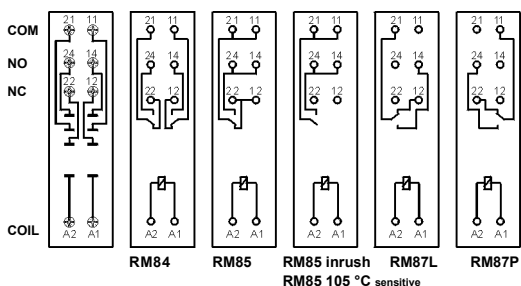 21 11 21 11 21 11 21 11 21 11 21 11
COM
NO 24 14 24 14 24 14 24 14 24 14 24 14
NC 22 12 22 12 22 12 22 12 22 12 22 12
COIL A2 A1 A2 A1 A2 A1 A2 A1 A2 A1 A2 A1
RM84 RM85 RM85 inrush RM87L RM87P
RM85 105 °C sensitive